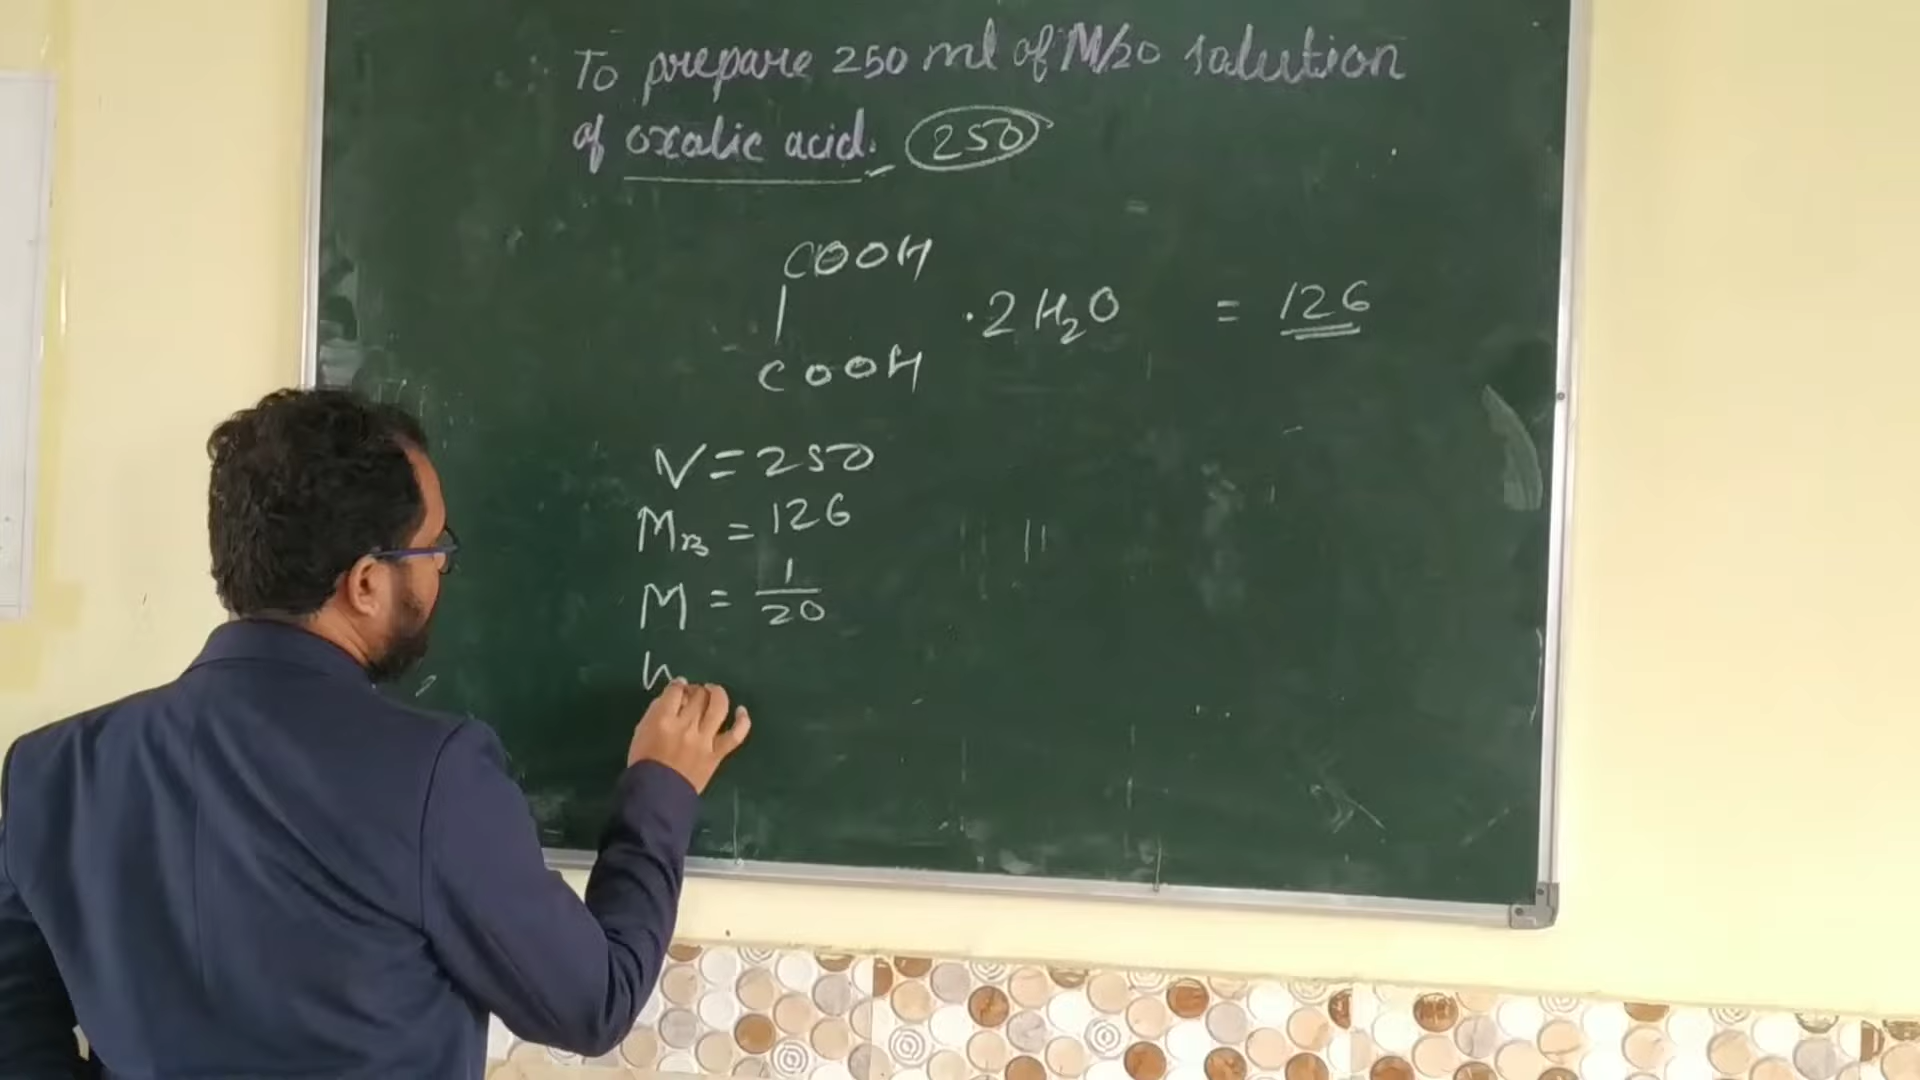 To prepare 250 ml of M/20 solution
of oxalic acid. 250
COOH
|
COOH
·2H₂O = 126
V = 250
M_B = 126
M = 1/20
W